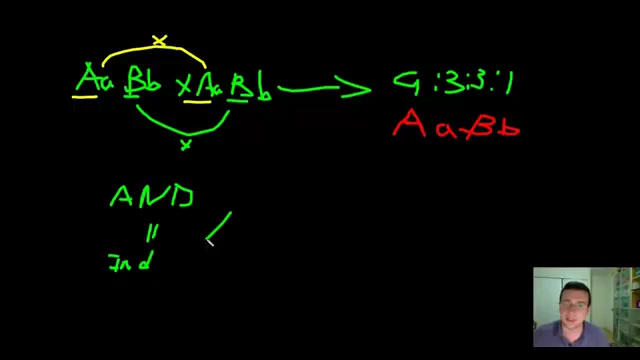 x
AaBb x AaBb → 9:3:3:1
x
AaBb
AND
=
Ind